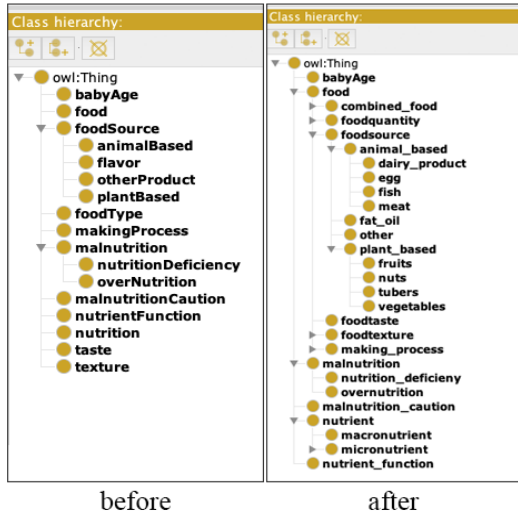 Class hierarchy:
owl:Thing
babyAge
food
foodSource
animalBased
flavor
otherProduct
plantBased
foodType
makingProcess
malnutrition
nutritionDeficiency
overNutrition
malnutritionCaution
nutrientFunction
nutrition
taste
texture
before
Class hierarchy:
owl:Thing
babyAge
food
combined_food
foodquantity
foodsource
animal_based
dairy_product
egg
fish
meat
fat_oil
other
plant_based
fruits
nuts
tubers
vegetables
foodtaste
foodtexture
making_process
malnutrition
nutrition_deficieny
overnutrition
malnutrition_caution
nutrient
macronutrient
micronutrient
nutrient_function
after